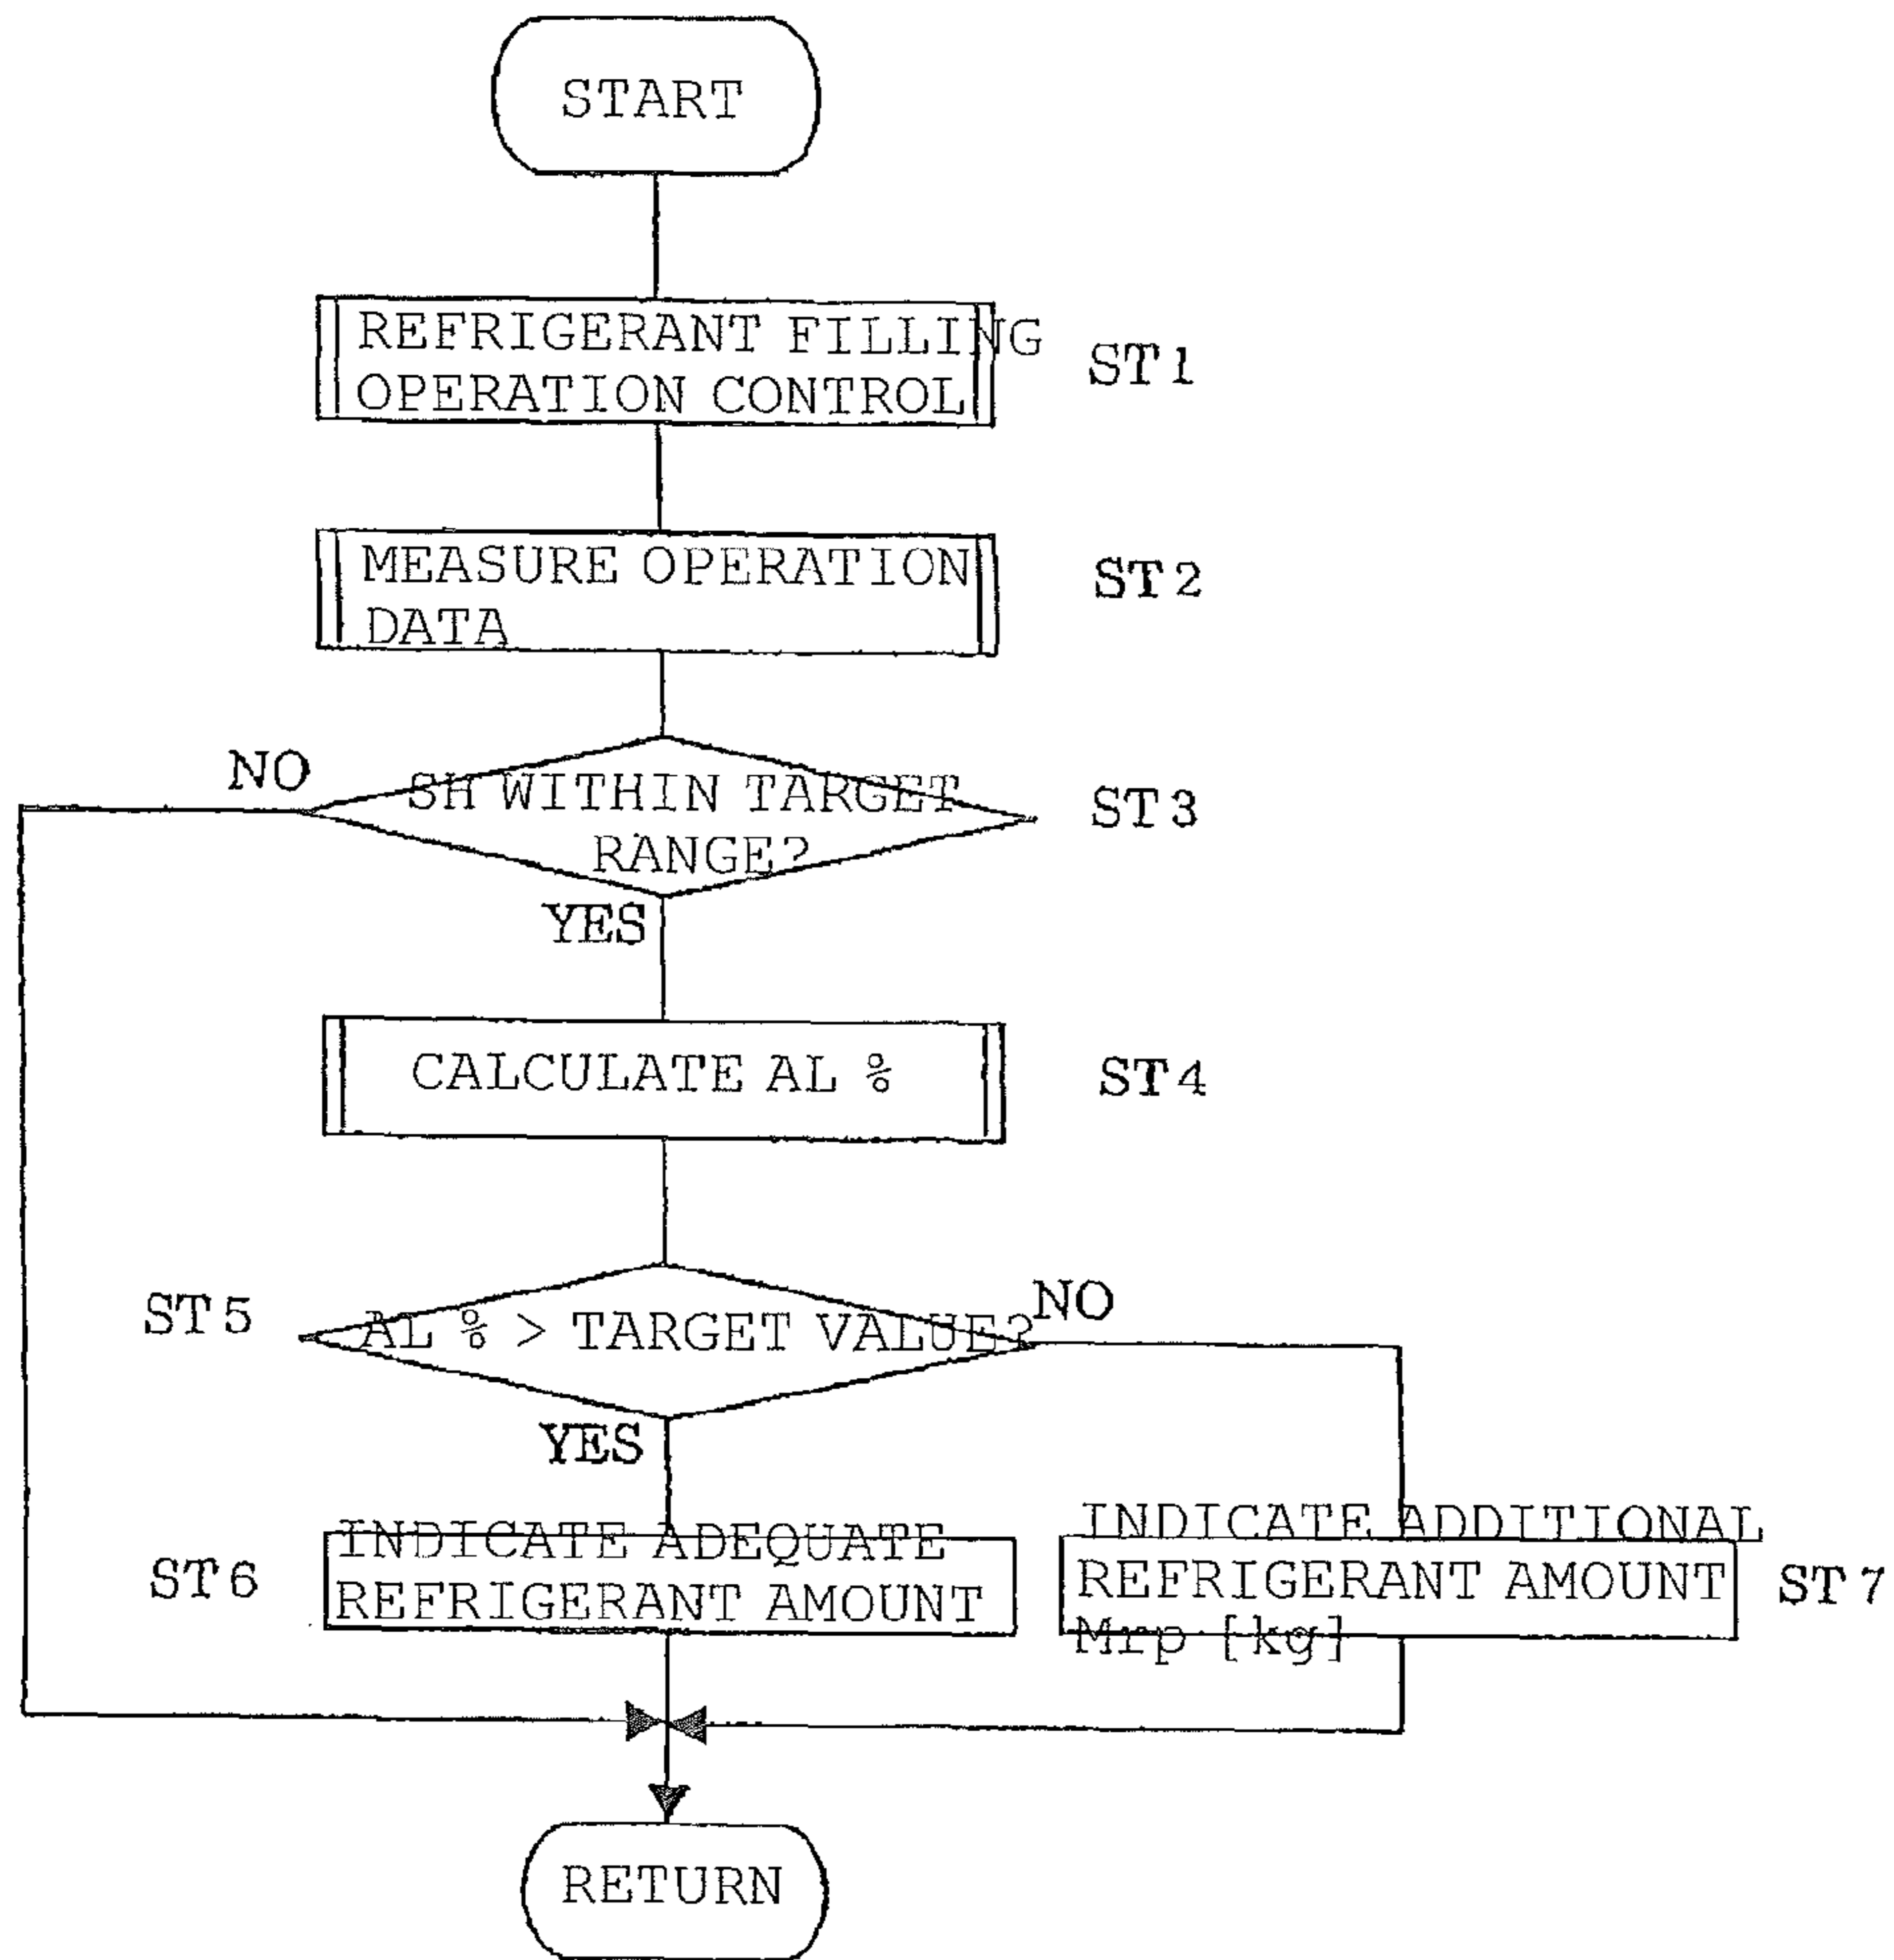 START
REFRIGERANT FILLING
OPERATION CONTROL
ST1
MEASURE OPERATION
DATA
ST2
NO
SH WITHIN TARGET
RANGE?
ST3
YES
CALCULATE AL %
ST4
ST5
AL % > TARGET VALUE?
NO
YES
ST6
INDICATE ADEQUATE
REFRIGERANT AMOUNT
INDICATE ADDITIONAL
REFRIGERANT AMOUNT
Mrp [kg]
ST7
RETURN